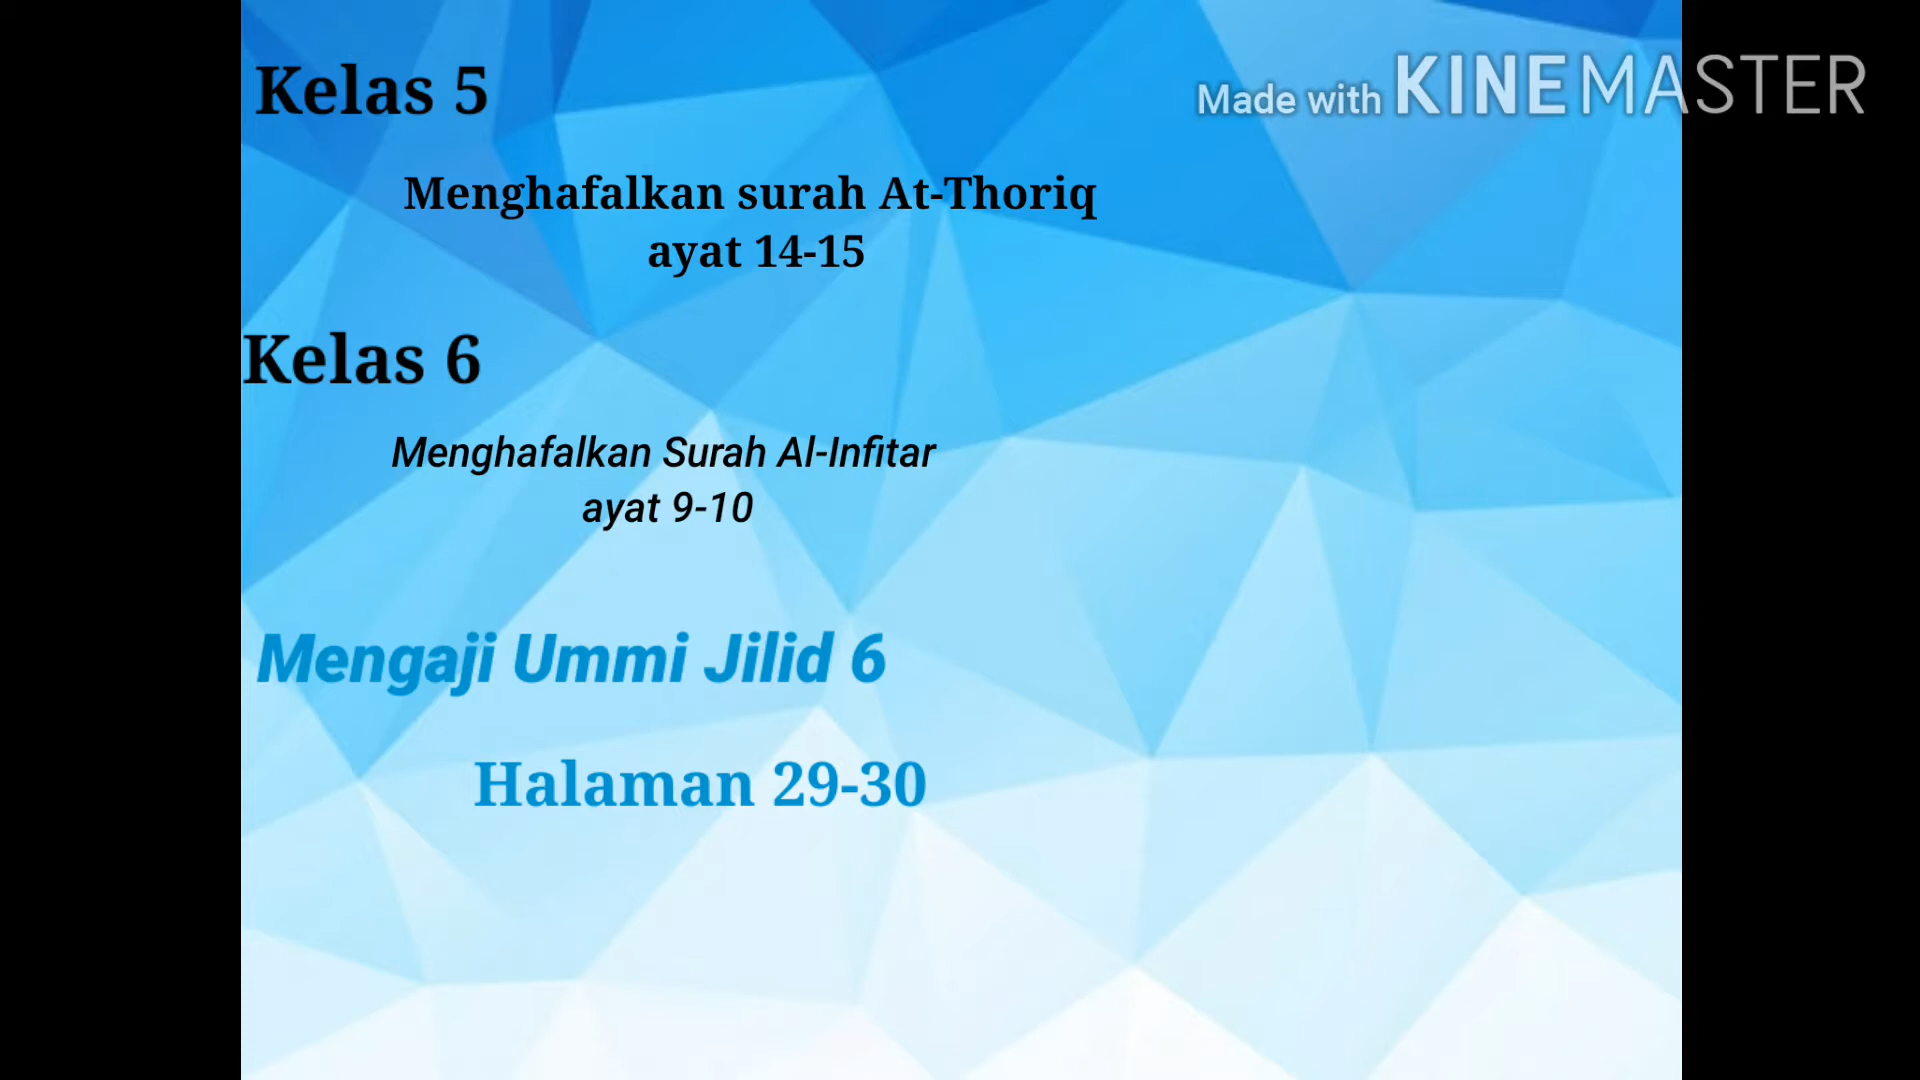 Kelas 5
Made with KINEMASTER
Menghafalkan surah At-Thoriq
ayat 14-15
Kelas 6
Menghafalkan Surah Al-Infitar
ayat 9-10
Mengaji Ummi Jilid 6
Halaman 29-30